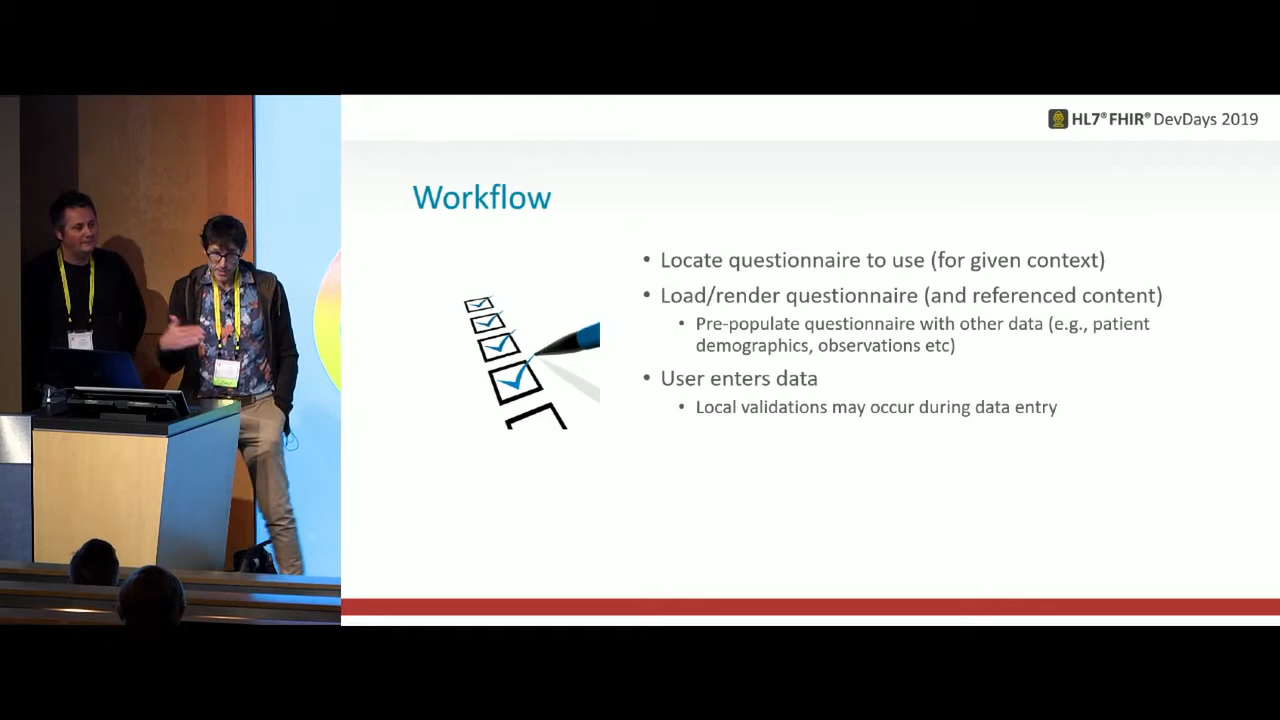 HL7® FHIR® DevDays 2019
Workflow
• Locate questionnaire to use (for given context)
• Load/render questionnaire (and referenced content)
• Pre-populate questionnaire with other data (e.g., patient
demographics, observations etc)
• User enters data
• Local validations may occur during data entry